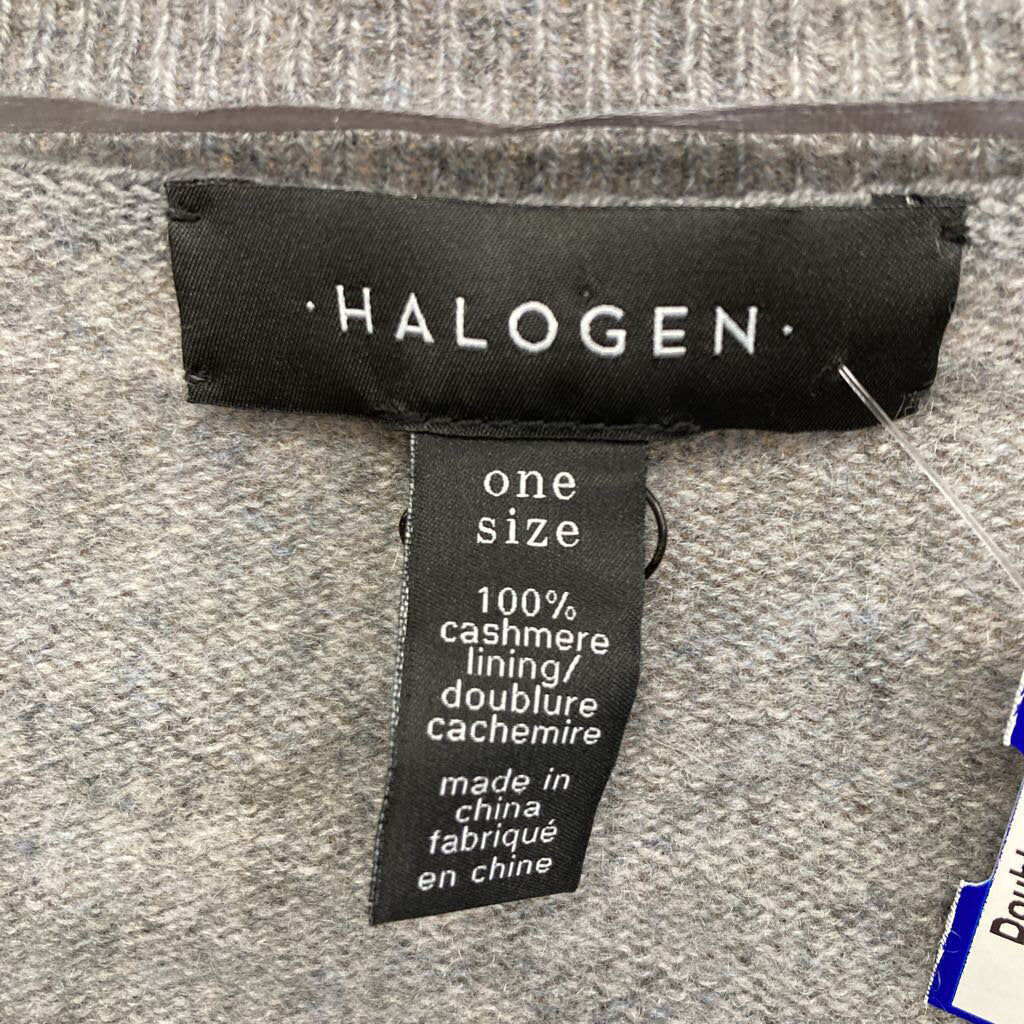 ·HALOGEN·
one
size
100%
cashmere
lining/
doublure
cachemire
made in
china
fabriqué
en chine